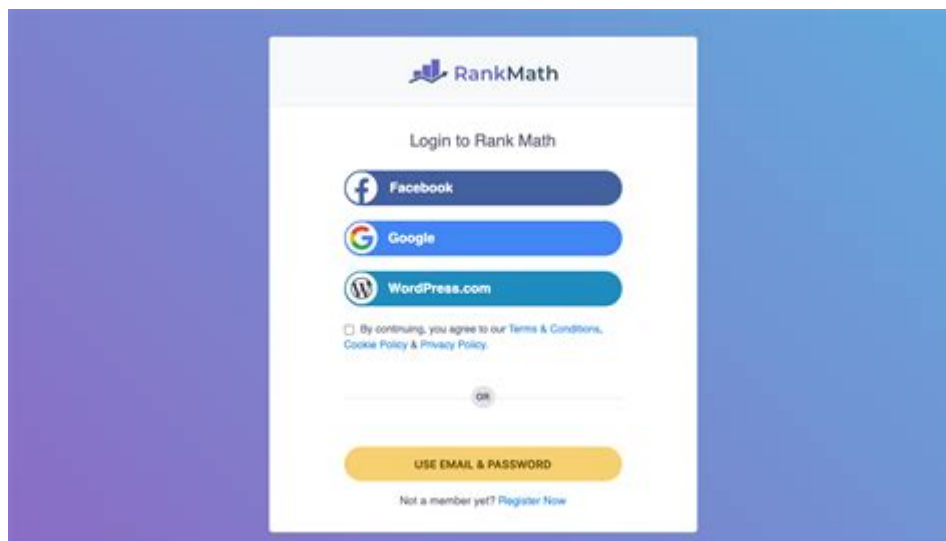 RankMath
Login to Rank Math
Facebook
Google
WordPress.com
By continuing, you agree to our Terms & Conditions,
Cookie Policy & Privacy Policy.
OR
USE EMAIL & PASSWORD
Not a member yet? Register Now